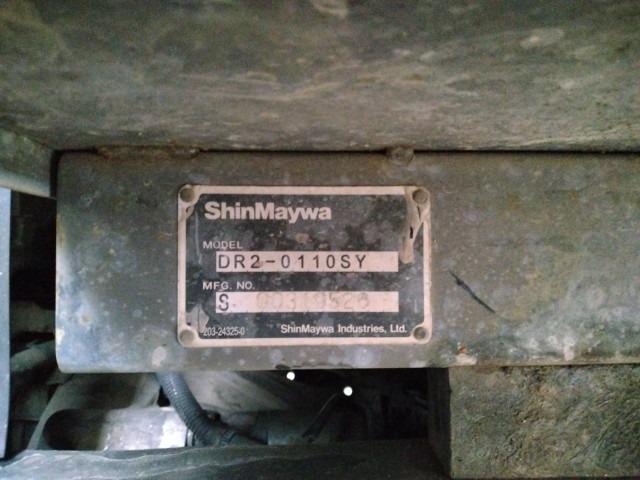 ShinMaywa
MODEL
DR2-0110SY
MFG. NO.
S
203-24325-0
ShinMaywa Industries, Ltd.